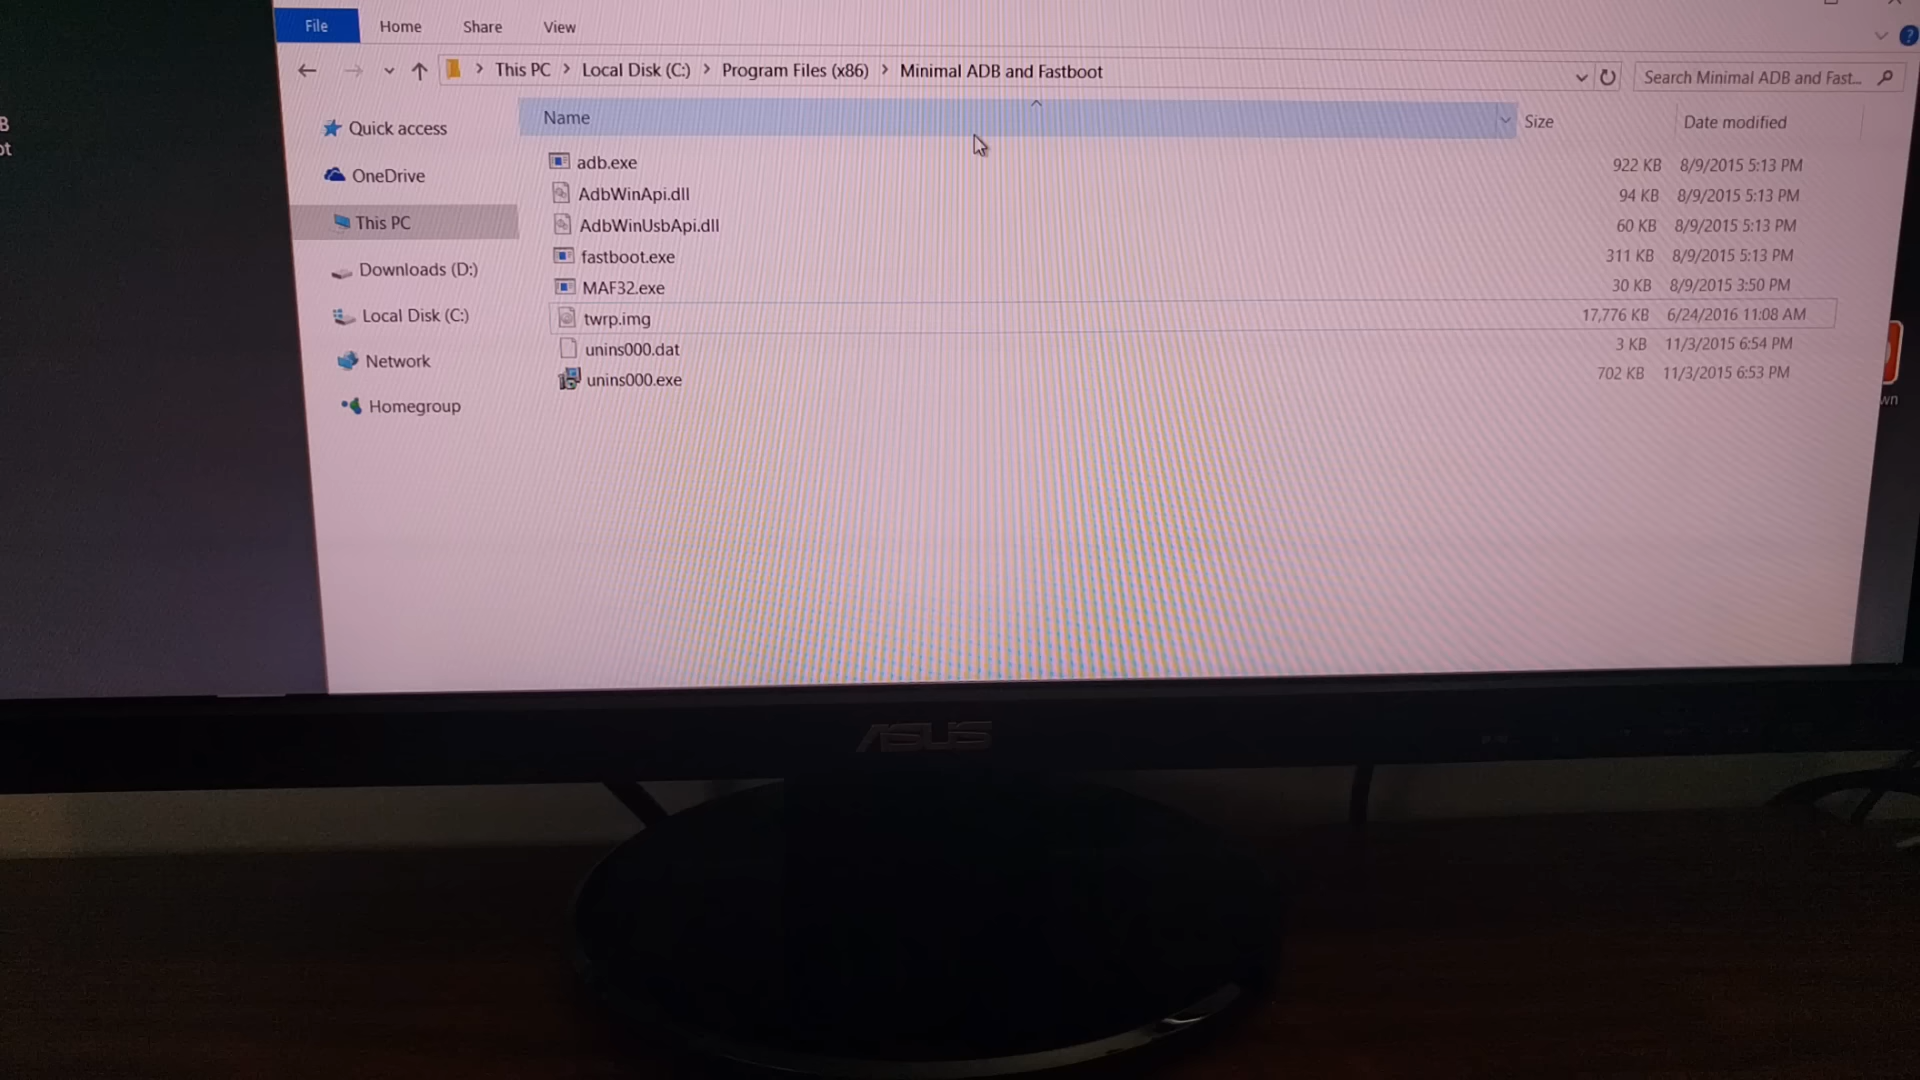 File Home Share View
This PC Local Disk (C:) Program Files (x86) Minimal ADB and Fastboot Search Minimal ADB and Fast...
Name Size Date modified
Quick access
OneDrive
This PC
Downloads (D:)
Local Disk (C:)
Network
Homegroup
adb.exe 922 KB 8/9/2015 5:13 PM
AdbWinApi.dll 94 KB 8/9/2015 5:13 PM
AdbWinUsbApi.dll 60 KB 8/9/2015 5:13 PM
fastboot.exe 311 KB 8/9/2015 5:13 PM
MAF32.exe 30 KB 8/9/2015 3:50 PM
twrp.img 17,776 KB 6/24/2016 11:08 AM
unins000.dat 3 KB 11/3/2015 6:54 PM
unins000.exe 702 KB 11/3/2015 6:53 PM
B
ot
wn
ASUS